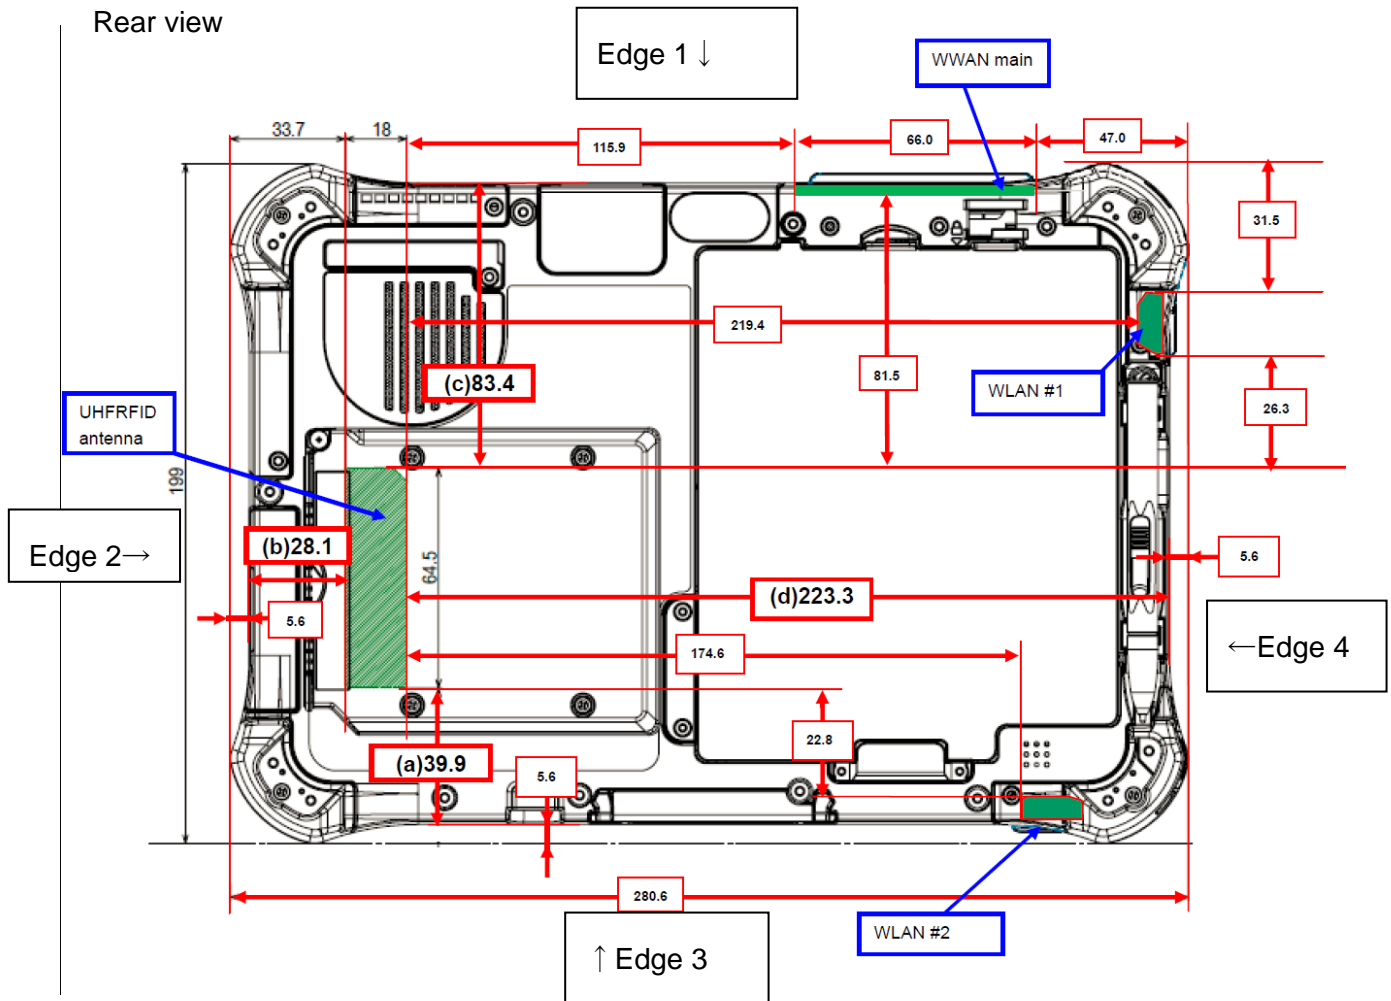 Rear view
Edge 1 ↓
WWAN main
33.7
18
115.9
66.0
47.0
31.5
219.4
(c)83.4
81.5
WLAN #1
26.3
UHFRFID
antenna
199
Edge 2→
(b)28.1
64.5
5.6
(d)223.3
5.6
174.6
←Edge 4
22.8
(a)39.9
5.6
280.6
WLAN #2
↑ Edge 3